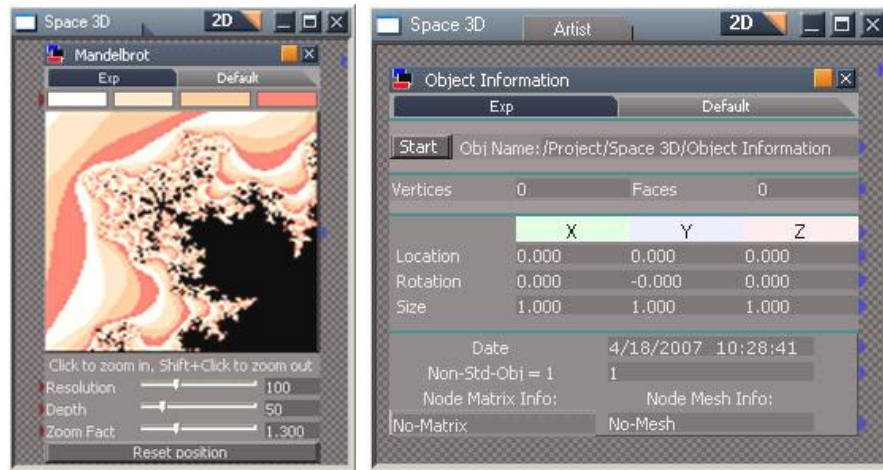 Space 3D 2D
Mandelbrot
Exp Default
Click to zoom in, Shift+Click to zoom out
Resolution 100
Depth 50
Zoom Fact 1.300
Reset position
Space 3D Artist 2D
Object Information
Exp Default
Start Obj Name: /Project/Space 3D/Object Information
Vertices 0 Faces 0
X Y Z
Location 0.000 0.000 0.000
Rotation 0.000 -0.000 0.000
Size 1.000 1.000 1.000
Date 4/18/2007 10:28:41
Non-Std-Obj = 1 1
Node Matrix Info: Node Mesh Info:
No-Matrix No-Mesh